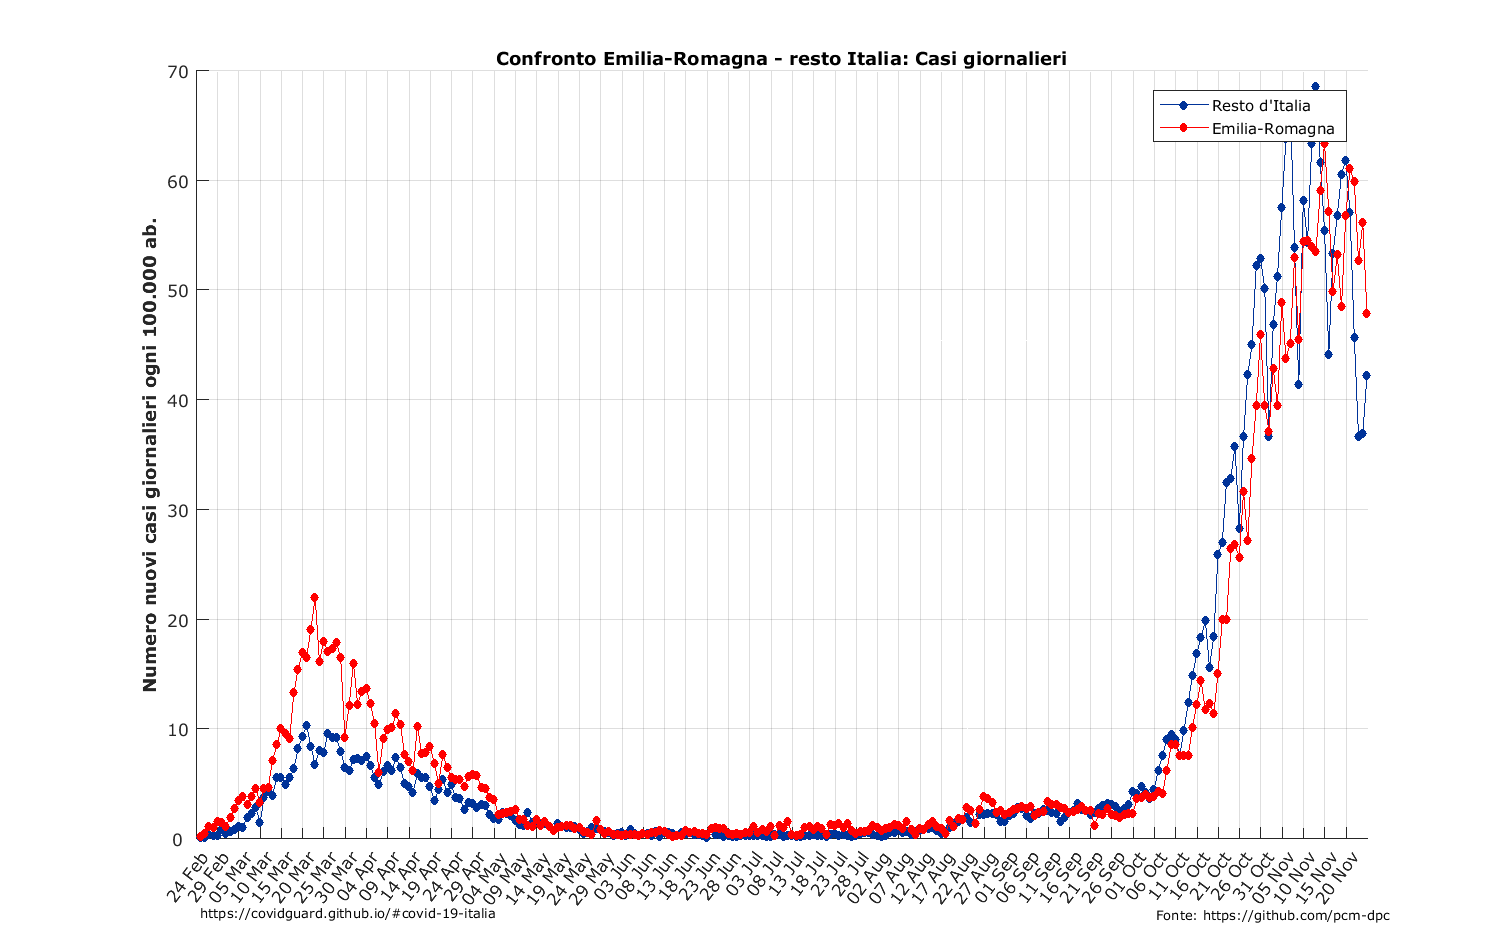 Confronto Emilia-Romagna - resto Italia: Casi giornalieri
Resto d'Italia
Emilia-Romagna
Numero nuovi casi giornalieri ogni 100.000 ab.
70
60
50
40
30
20
10
0
24 Feb
29 Feb
05 Mar
10 Mar
15 Mar
20 Mar
25 Mar
30 Mar
04 Apr
09 Apr
14 Apr
19 Apr
24 Apr
29 Apr
04 May
09 May
14 May
19 May
24 May
29 May
03 Jun
08 Jun
13 Jun
18 Jun
23 Jun
28 Jun
03 Jul
08 Jul
13 Jul
18 Jul
23 Jul
28 Jul
02 Aug
07 Aug
12 Aug
17 Aug
22 Aug
27 Aug
01 Sep
06 Sep
11 Sep
16 Sep
21 Sep
26 Sep
01 Oct
06 Oct
11 Oct
16 Oct
21 Oct
26 Oct
31 Oct
05 Nov
10 Nov
15 Nov
20 Nov
https://covidguard.github.io/#covid-19-italia
Fonte: https://github.com/pcm-dpc